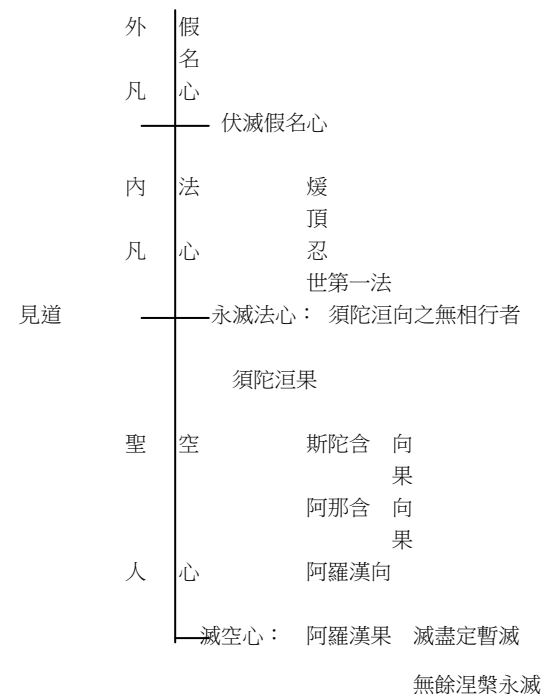 外 假
名
凡 心
伏滅假名心
內 法 煖
頂
凡 心 忍
世第一法
見道 永滅法心： 須陀洹向之無相行者
須陀洹果
聖 空 斯陀含 向
果
阿那含 向
果
人 心 阿羅漢向
滅空心： 阿羅漢果 滅盡定暫滅
無餘涅槃永滅